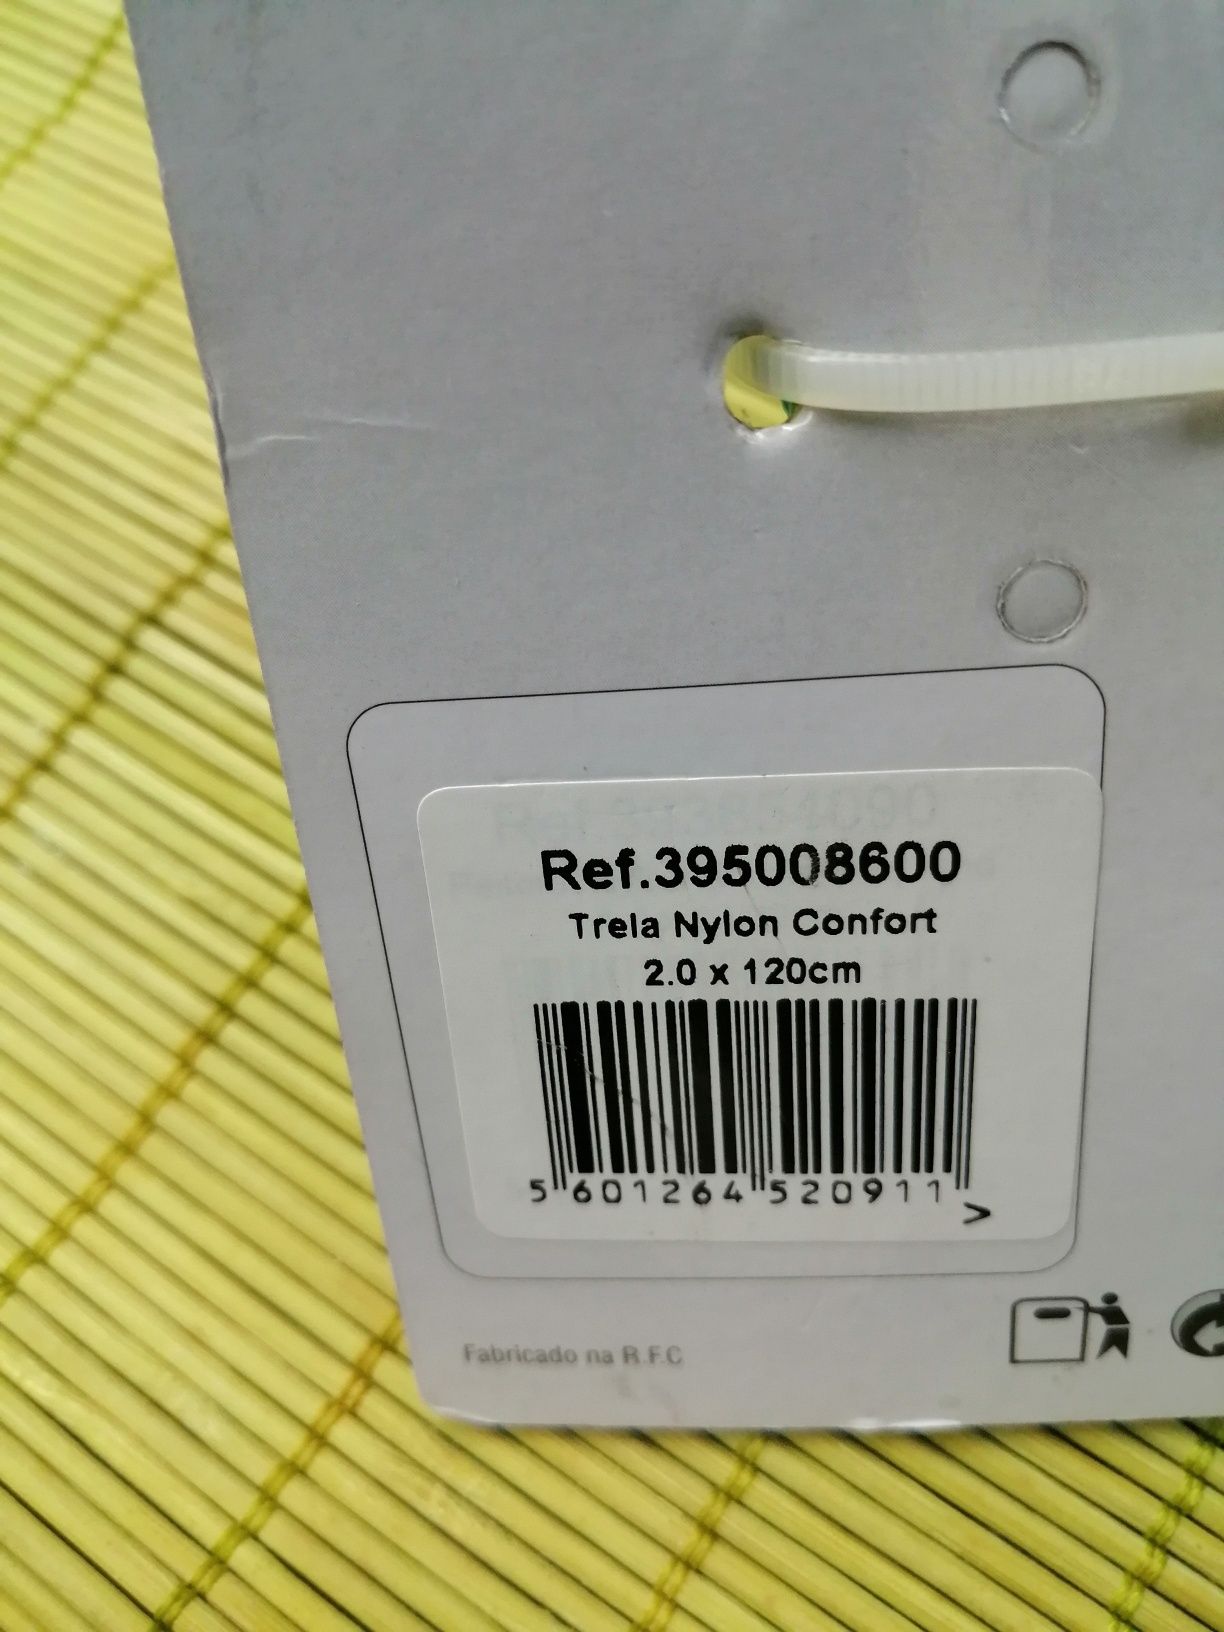 Ref.395008600
Trela Nylon Confort
2.0 x 120cm
5 601264 520911 >
Fabricado na R.F.C